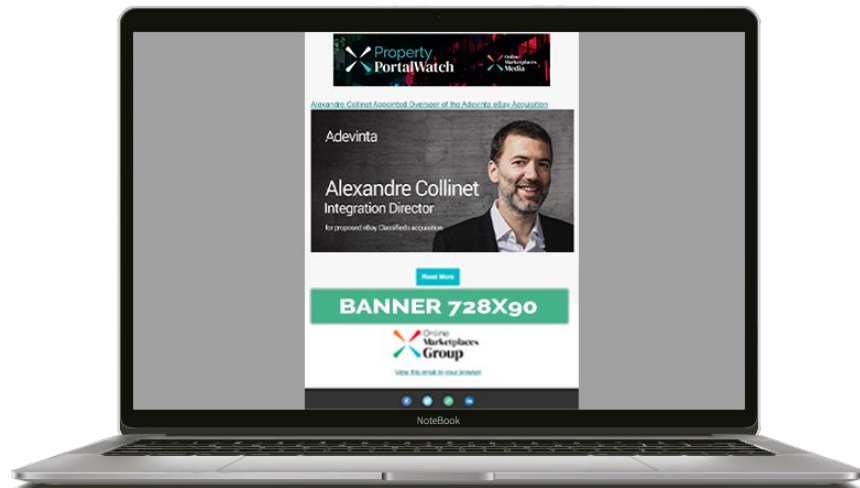 Property
PortalWatch
Online
Marketplaces
Media
Alexandre Collinet Appointed Overseer of the Adevinta eBay Acquisition
Adevinta
Alexandre Collinet
Integration Director
for proposed eBay Classifieds acquisition
Read More
BANNER 728X90
Online
Marketplaces
Group
View this email in your browser
NoteBook